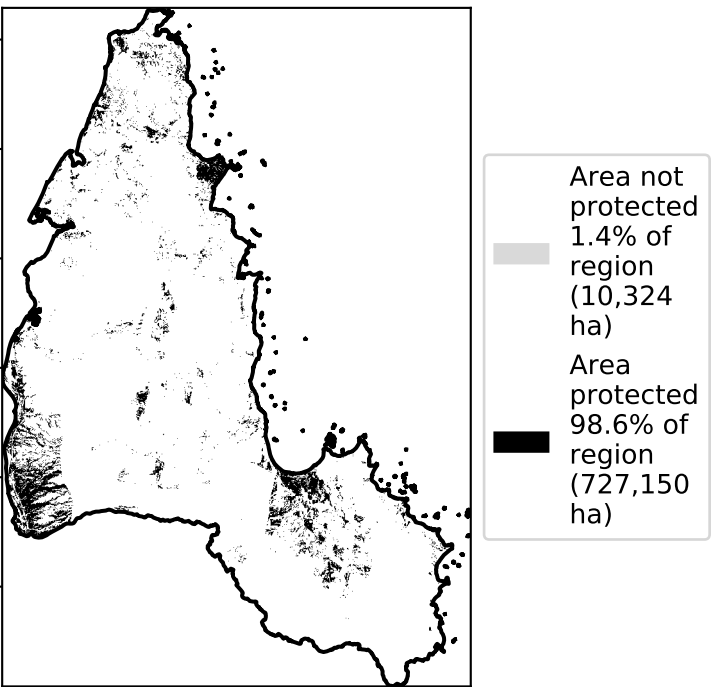 Area not
protected
1.4% of
region
(10,324
ha)
Area
protected
98.6% of
region
(727,150
ha)